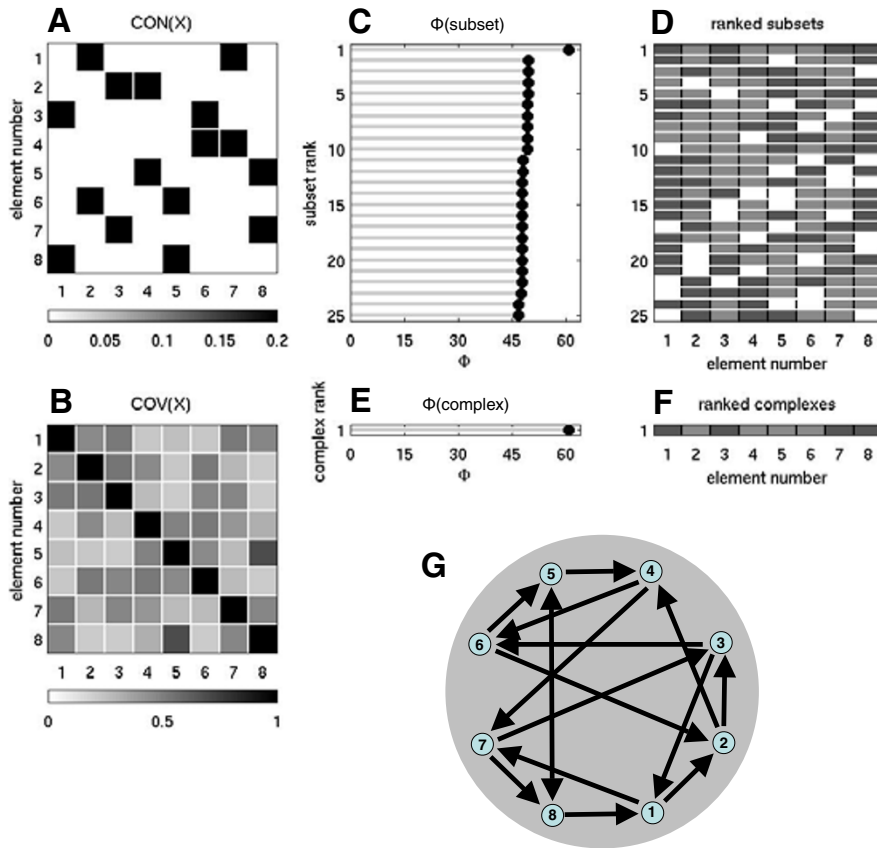 A
CON(X)
element number
1
2
3
4
5
6
7
8
1 2 3 4 5 6 7 8
0 0.05 0.1 0.15 0.2
B
COV(X)
element number
1
2
3
4
5
6
7
8
1 2 3 4 5 6 7 8
0 0.5 1
C
Φ(subset)
subset rank
1
5
10
15
20
25
0 15 30 45 60
Φ
D
ranked subsets
1
5
10
15
20
25
1 2 3 4 5 6 7 8
element number
E
Φ(complex)
complex rank
1
0 15 30 45 60
Φ
F
ranked complexes
1
1 2 3 4 5 6 7 8
element number
G
5
4
6
3
7
2
8
1